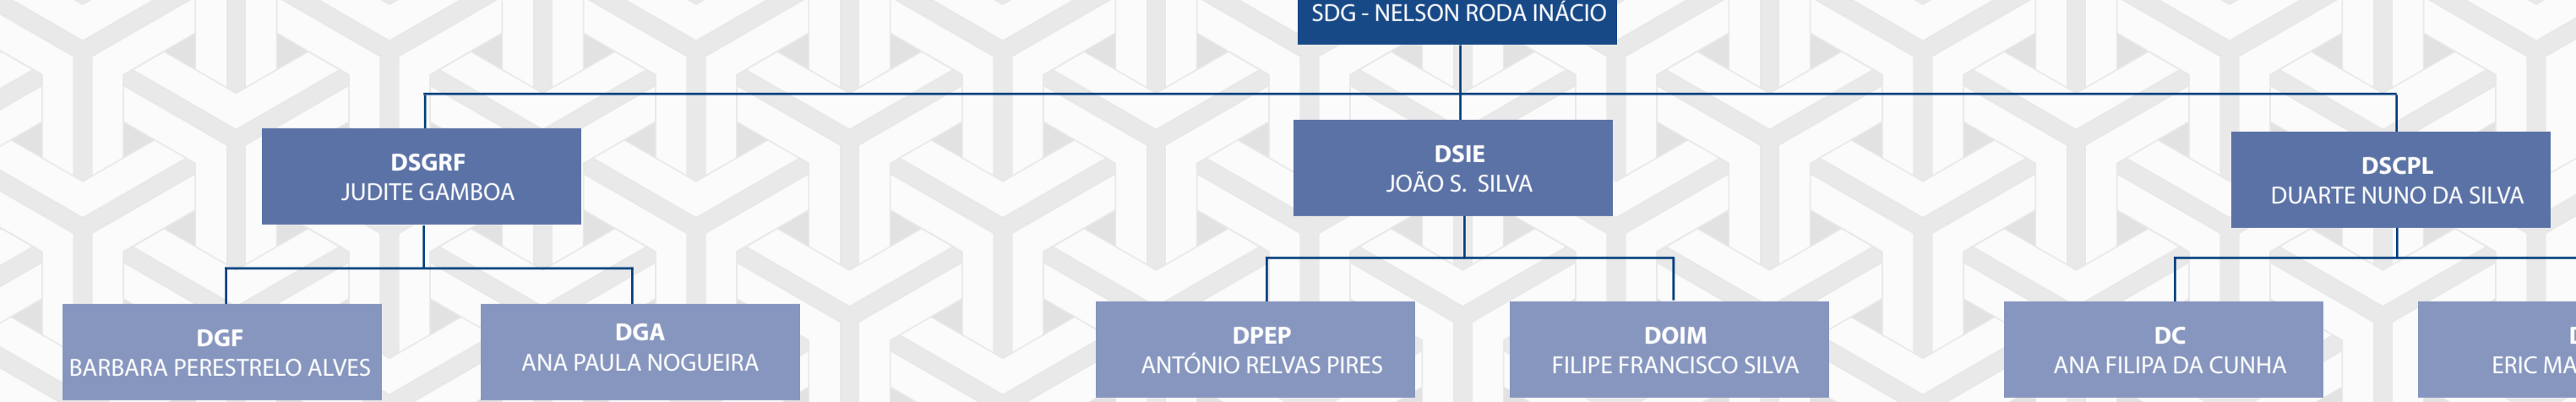 SDG - NELSON RODA INÁCIO
DSGRF
JUDITE GAMBOA
DSIE
JOÃO S. SILVA
DSCPL
DUARTE NUNO DA SILVA
DGF
BARBARA PERESTRELO ALVES
DGA
ANA PAULA NOGUEIRA
DPEP
ANTÓNIO RELVAS PIRES
DOIM
FILIPE FRANCISCO SILVA
DC
ANA FILIPA DA CUNHA
ERIC